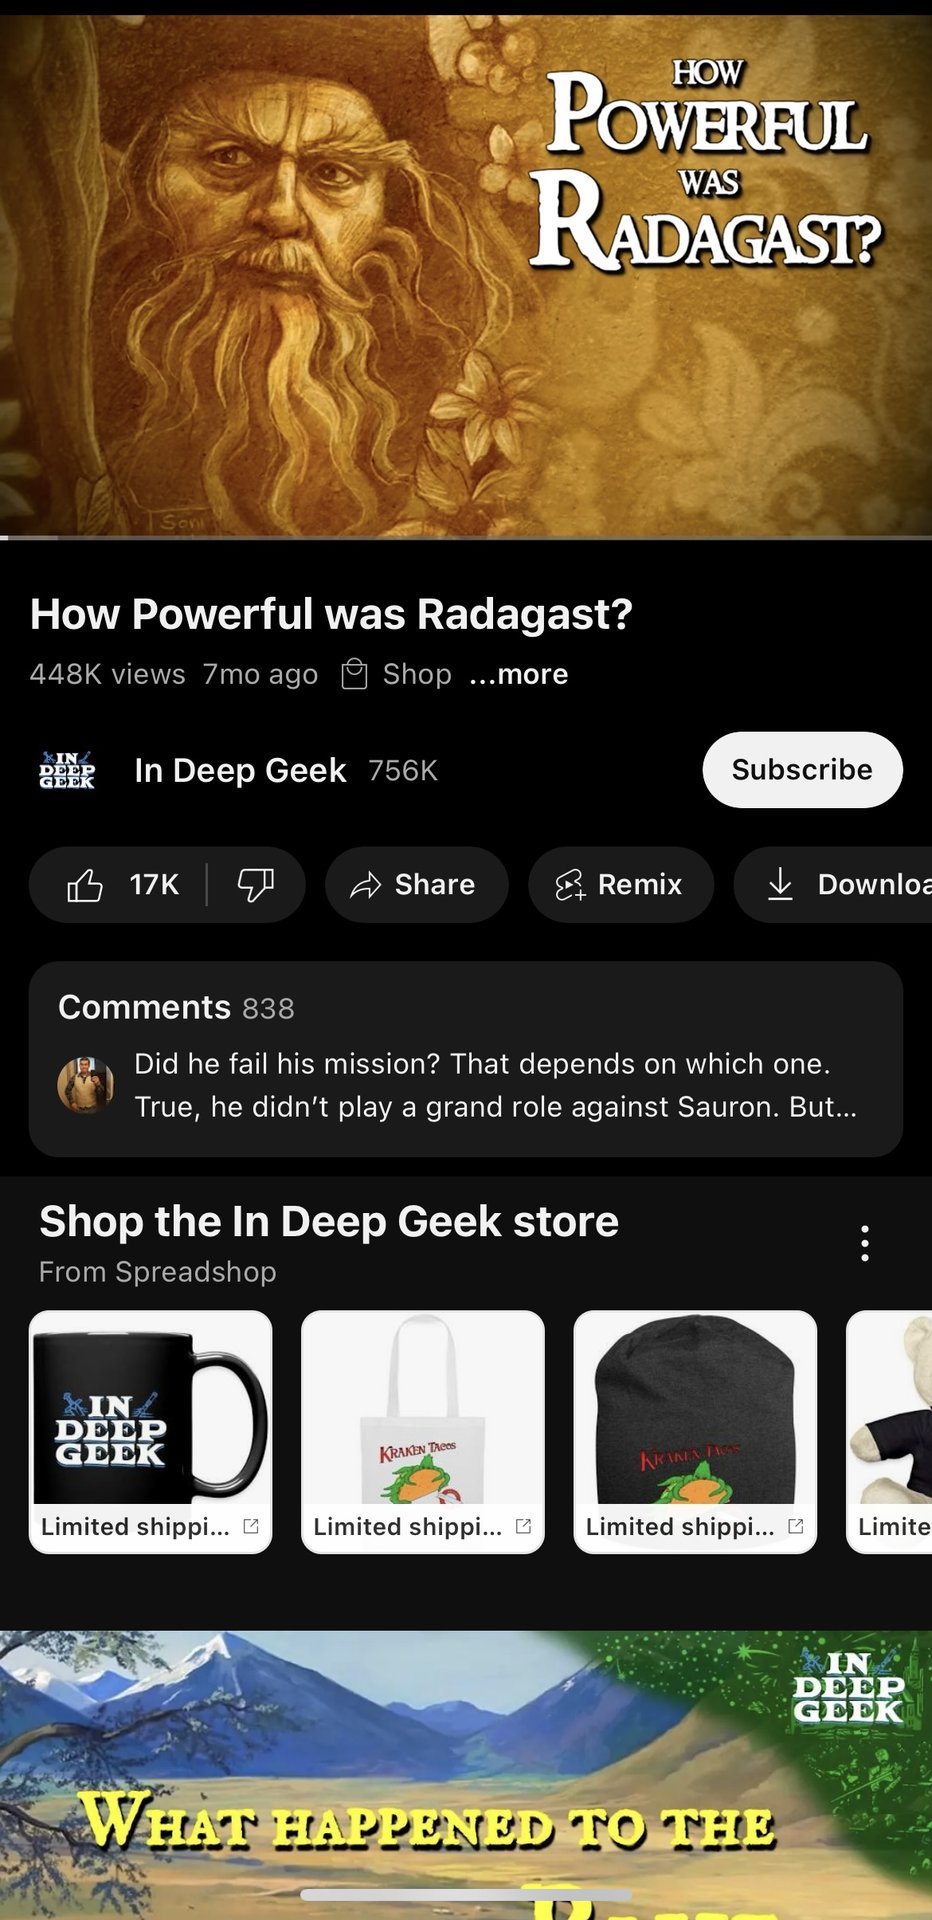 HOW
POWERFUL
WAS
RADAGAST?
Soni
How Powerful was Radagast?
448K views 7mo ago Shop ...more
IN
DEEP
GEEK
In Deep Geek 756K
Subscribe
17K
Share
Remix
Downloa
Comments 838
Did he fail his mission? That depends on which one.
True, he didn't play a grand role against Sauron. But...
Shop the In Deep Geek store
From Spreadshop
IN
DEEP
GEEK
Limited shippi...
KRAKEN TACOS
Limited shippi...
KRAKEN TACOS
Limited shippi...
Limite
IN
DEEP
GEEK
WHAT HAPPENED TO THE